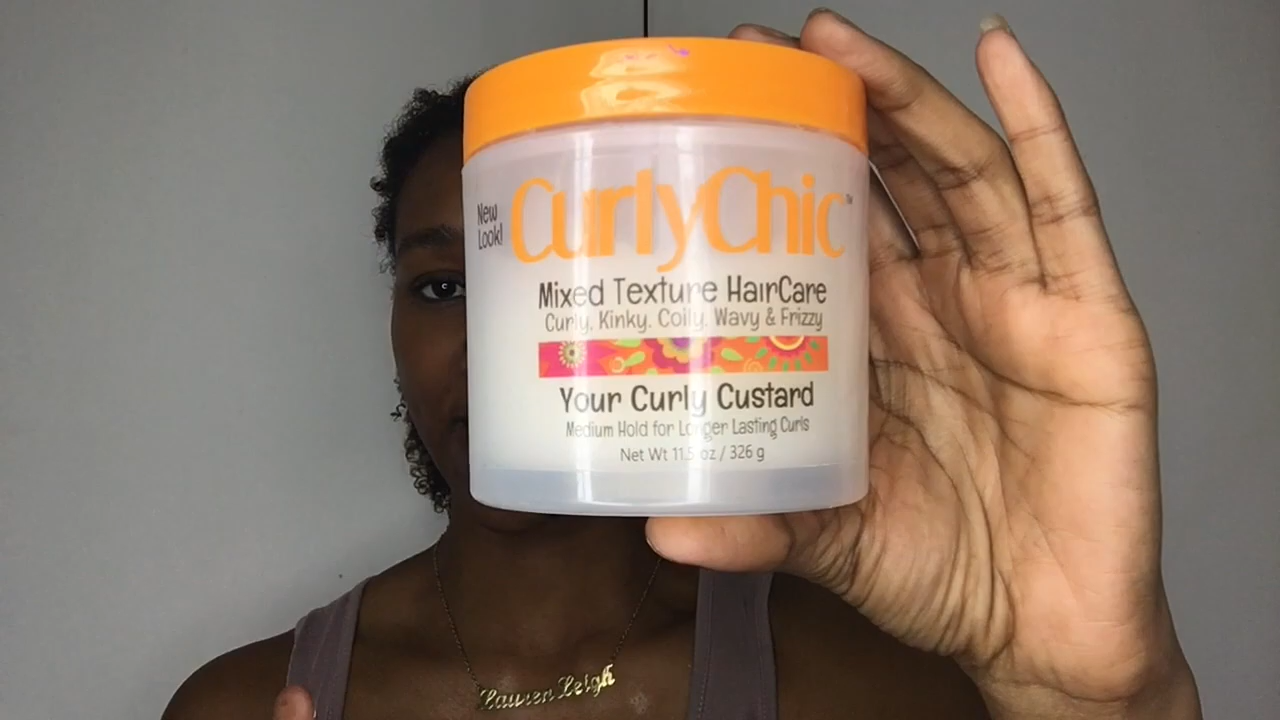 New
Look!
CurlyChic™
Mixed Texture HairCare
Curly, Kinky, Coily, Wavy & Frizzy
Your Curly Custard
Medium Hold for Longer Lasting Curls
Net Wt 11.5 oz / 326 g
Lauren Leigh